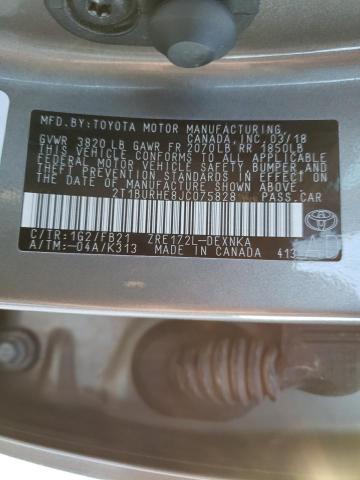 MFD.BY:TOYOTA MOTOR MANUFACTURING
CANADA, INC. 03/18
GVWR 3820 LB GAWR FR 2070LB RR 1850LB
THIS VEHICLE CONFORMS TO ALL APPLICABLE
FEDERAL MOTOR VEHICLE SAFETY, BUMPER AND
THEFT PREVENTION STANDARDS IN EFFECT ON
THE DATE OF MANUFACTURE SHOWN ABOVE.
2T1BURHE8JC075828 PASS.CAR
C/TR:1G2/FB21 ZRE172L-DEXNKA
A/TM:-04A/K313 MADE IN CANADA 413
TOYOTA